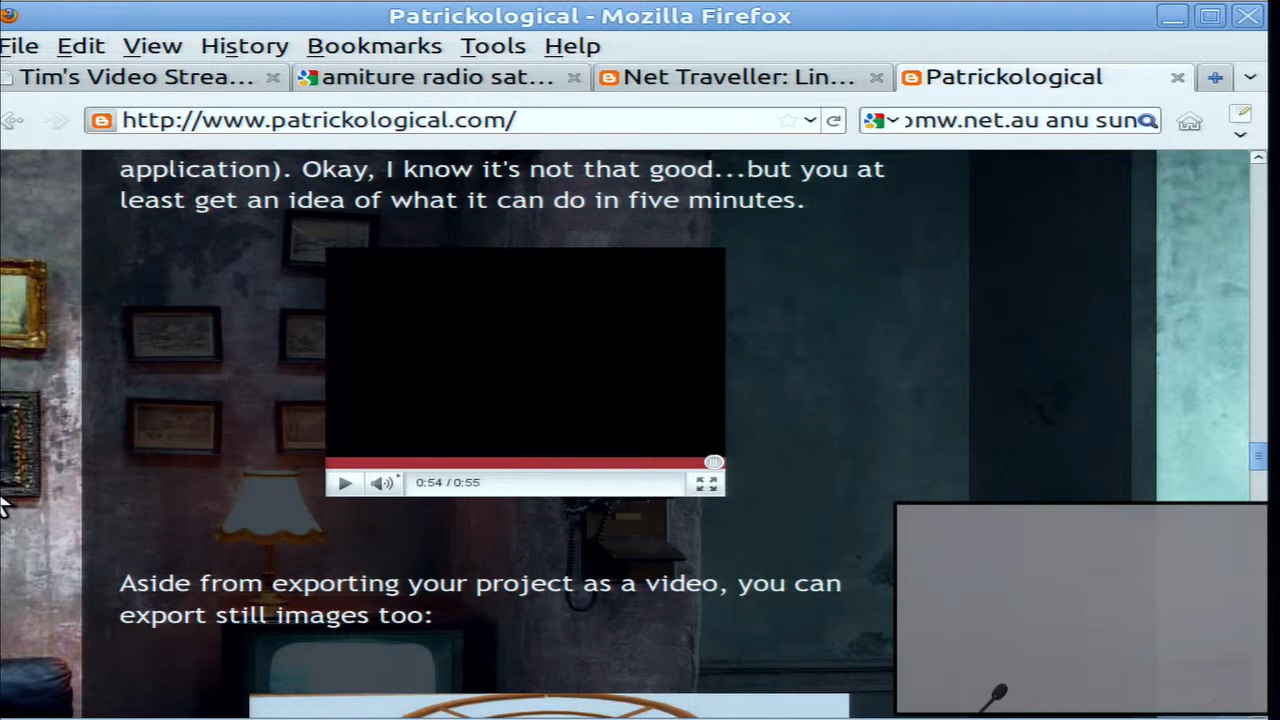 Patrickological - Mozilla Firefox
File Edit View History Bookmarks Tools Help
Tim's Video Strea... amiture radio sat... Net Traveller: Lin... Patrickological
http://www.patrickological.com/ omw.net.au anu sun
application). Okay, I know it's not that good...but you at
least get an idea of what it can do in five minutes.
0:54 / 0:55
Aside from exporting your project as a video, you can
export still images too: